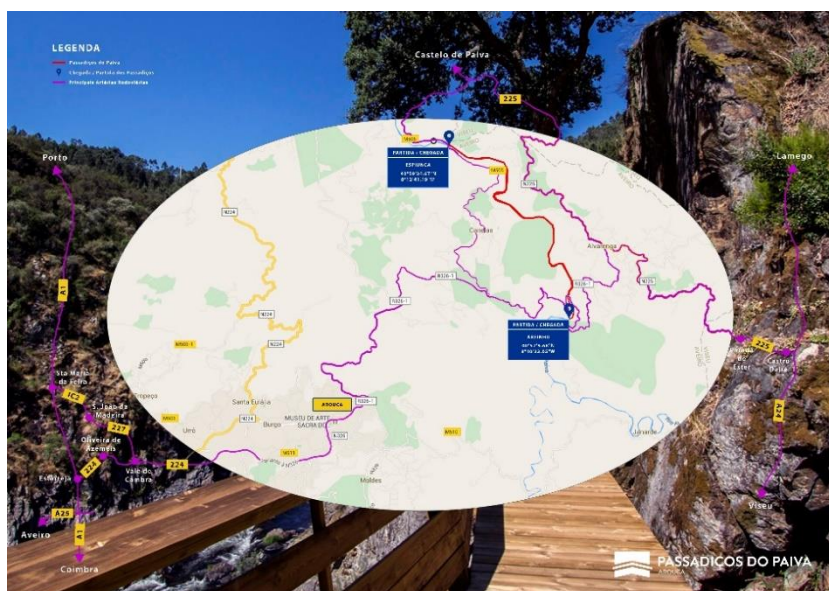 LEGENDA
Passadiços do Paiva
Chegada / Partida dos Passadiços
Principais Artérias Rodoviárias
Castelo de Paiva
225
Porto
Lamego
PARTIDA / CHEGADA
ESPIUNCA
N225
N224
Canelas
Alvarenga
A1
N326-1
N326-1
N225
PARTIDA / CHEGADA
AREINHO
225
Castro Daire
A24
Sta Maria da Feira
IC2
S. João da Madeira
227
Oliveira de Azeméis
224
Vale de Cambra
224
Estarreja
A25
Aveiro
A1
Coimbra
Tropeço
Santa Eulália
N224
N224
Urrô
Burgo
AROUCA
N326-1
MUSEU DE ARTE SACRA DE
N326
Moldes
Viseu
PASSADIÇOS DO PAIVA
AROUCA